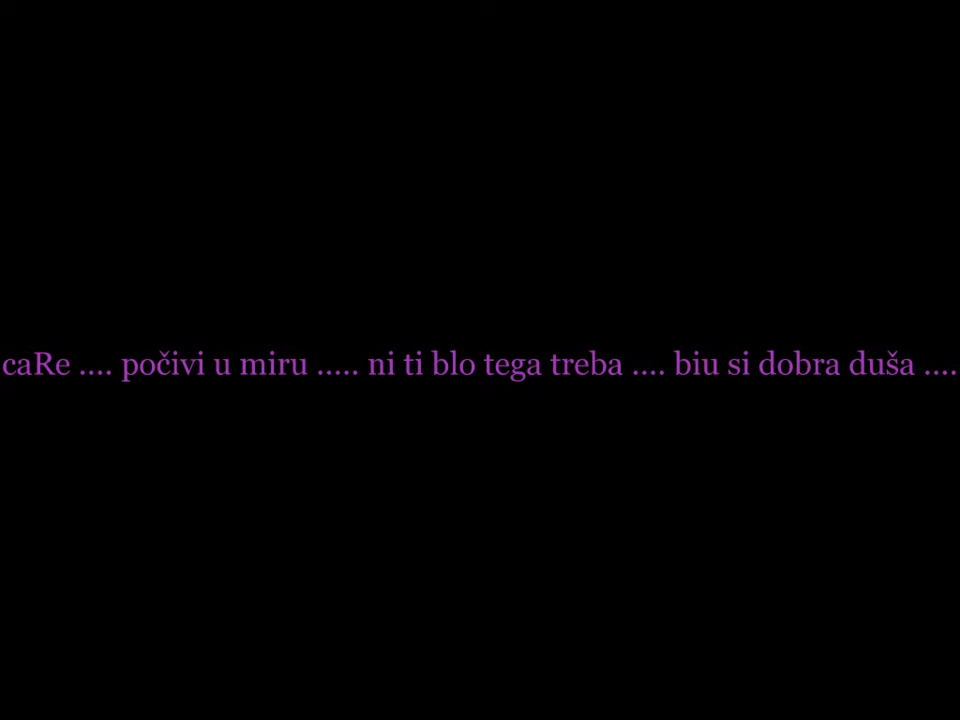 caRe .... počivi u miru ..... ni ti blo tega treba .... biu si dobra duša ....